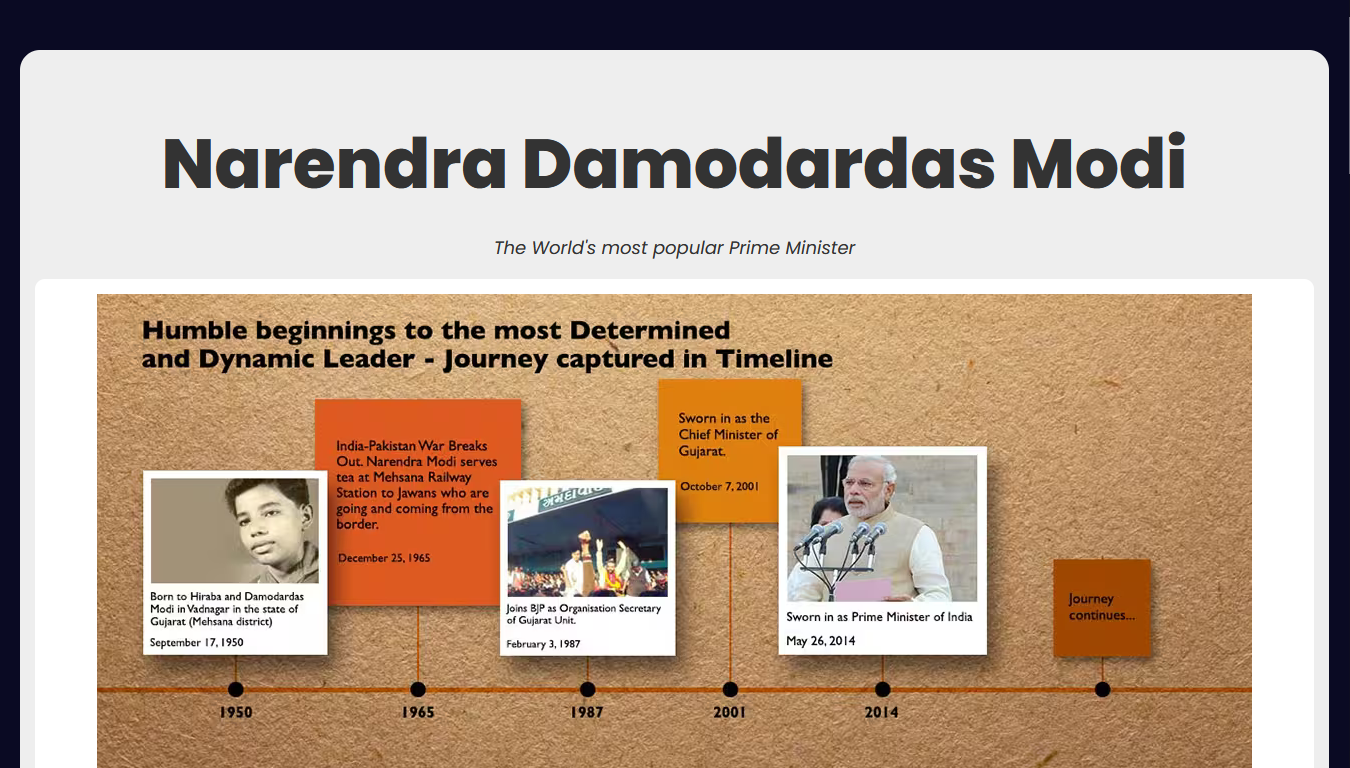 Narendra Damodardas Modi
The World's most popular Prime Minister
Humble beginnings to the most Determined
and Dynamic Leader - Journey captured in Timeline
Born to Hiraba and Damodardas
Modi in Vadnagar in the state of
Gujarat (Mehsana district)
September 17, 1950
India-Pakistan War Breaks
Out. Narendra Modi serves
tea at Mehsana Railway
Station to Jawans who are
going and coming from the
border.
December 25, 1965
Joins BJP as Organisation Secretary
of Gujarat Unit.
February 3, 1987
Sworn in as the
Chief Minister of
Gujarat.
October 7, 2001
Sworn in as Prime Minister of India
May 26, 2014
Journey
continues...
1950
1965
1987
2001
2014